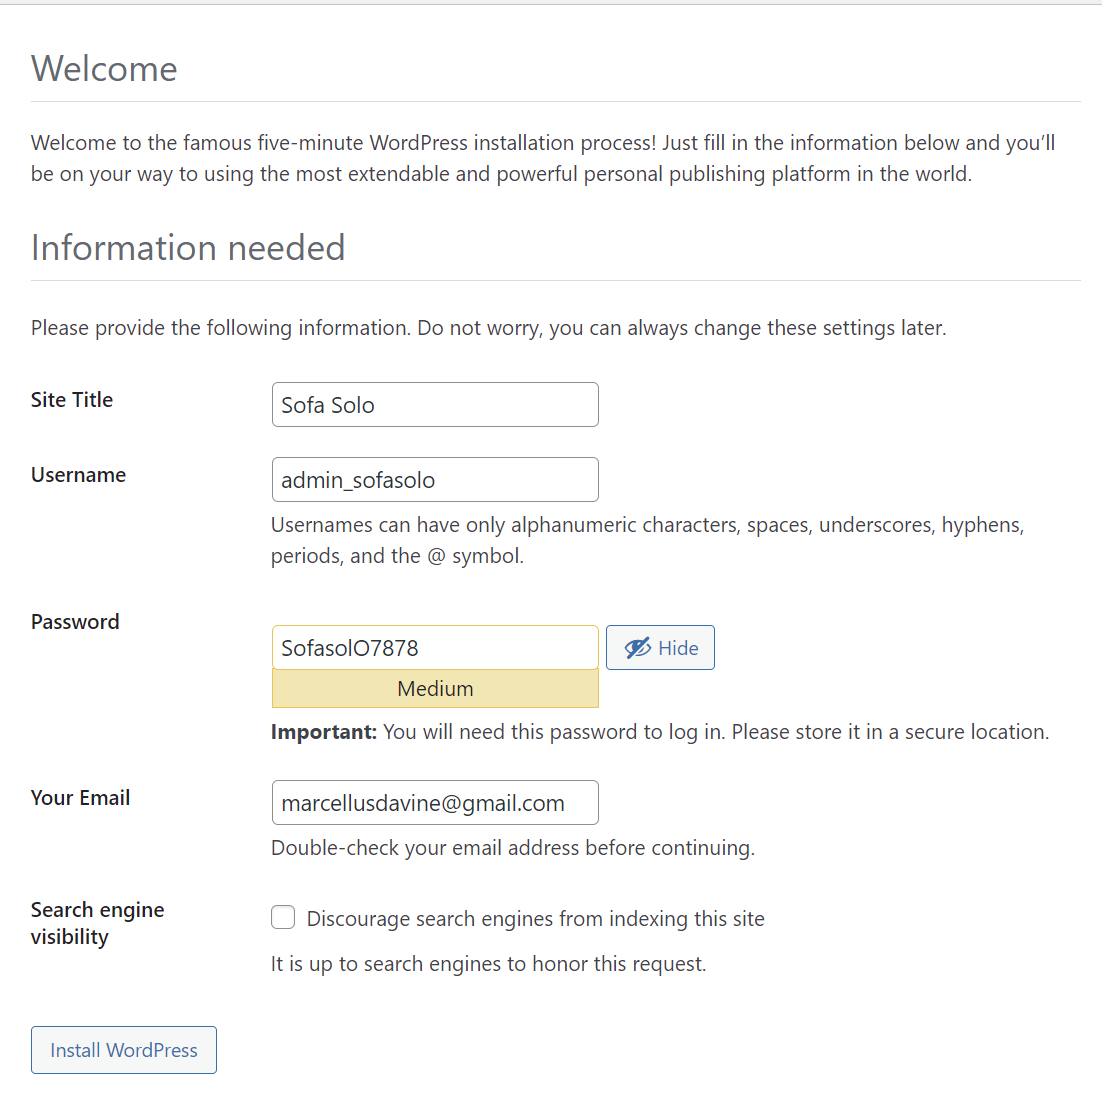 Welcome
Welcome to the famous five-minute WordPress installation process! Just fill in the information below and you’ll
be on your way to using the most extendable and powerful personal publishing platform in the world.
Information needed
Please provide the following information. Do not worry, you can always change these settings later.
Site Title
Sofa Solo
Username
admin_sofasolo
Usernames can have only alphanumeric characters, spaces, underscores, hyphens,
periods, and the @ symbol.
Password
SofasolO7878
Hide
Medium
Important: You will need this password to log in. Please store it in a secure location.
Your Email
marcellusdavine@gmail.com
Double-check your email address before continuing.
Search engine
visibility
Discourage search engines from indexing this site
It is up to search engines to honor this request.
Install WordPress